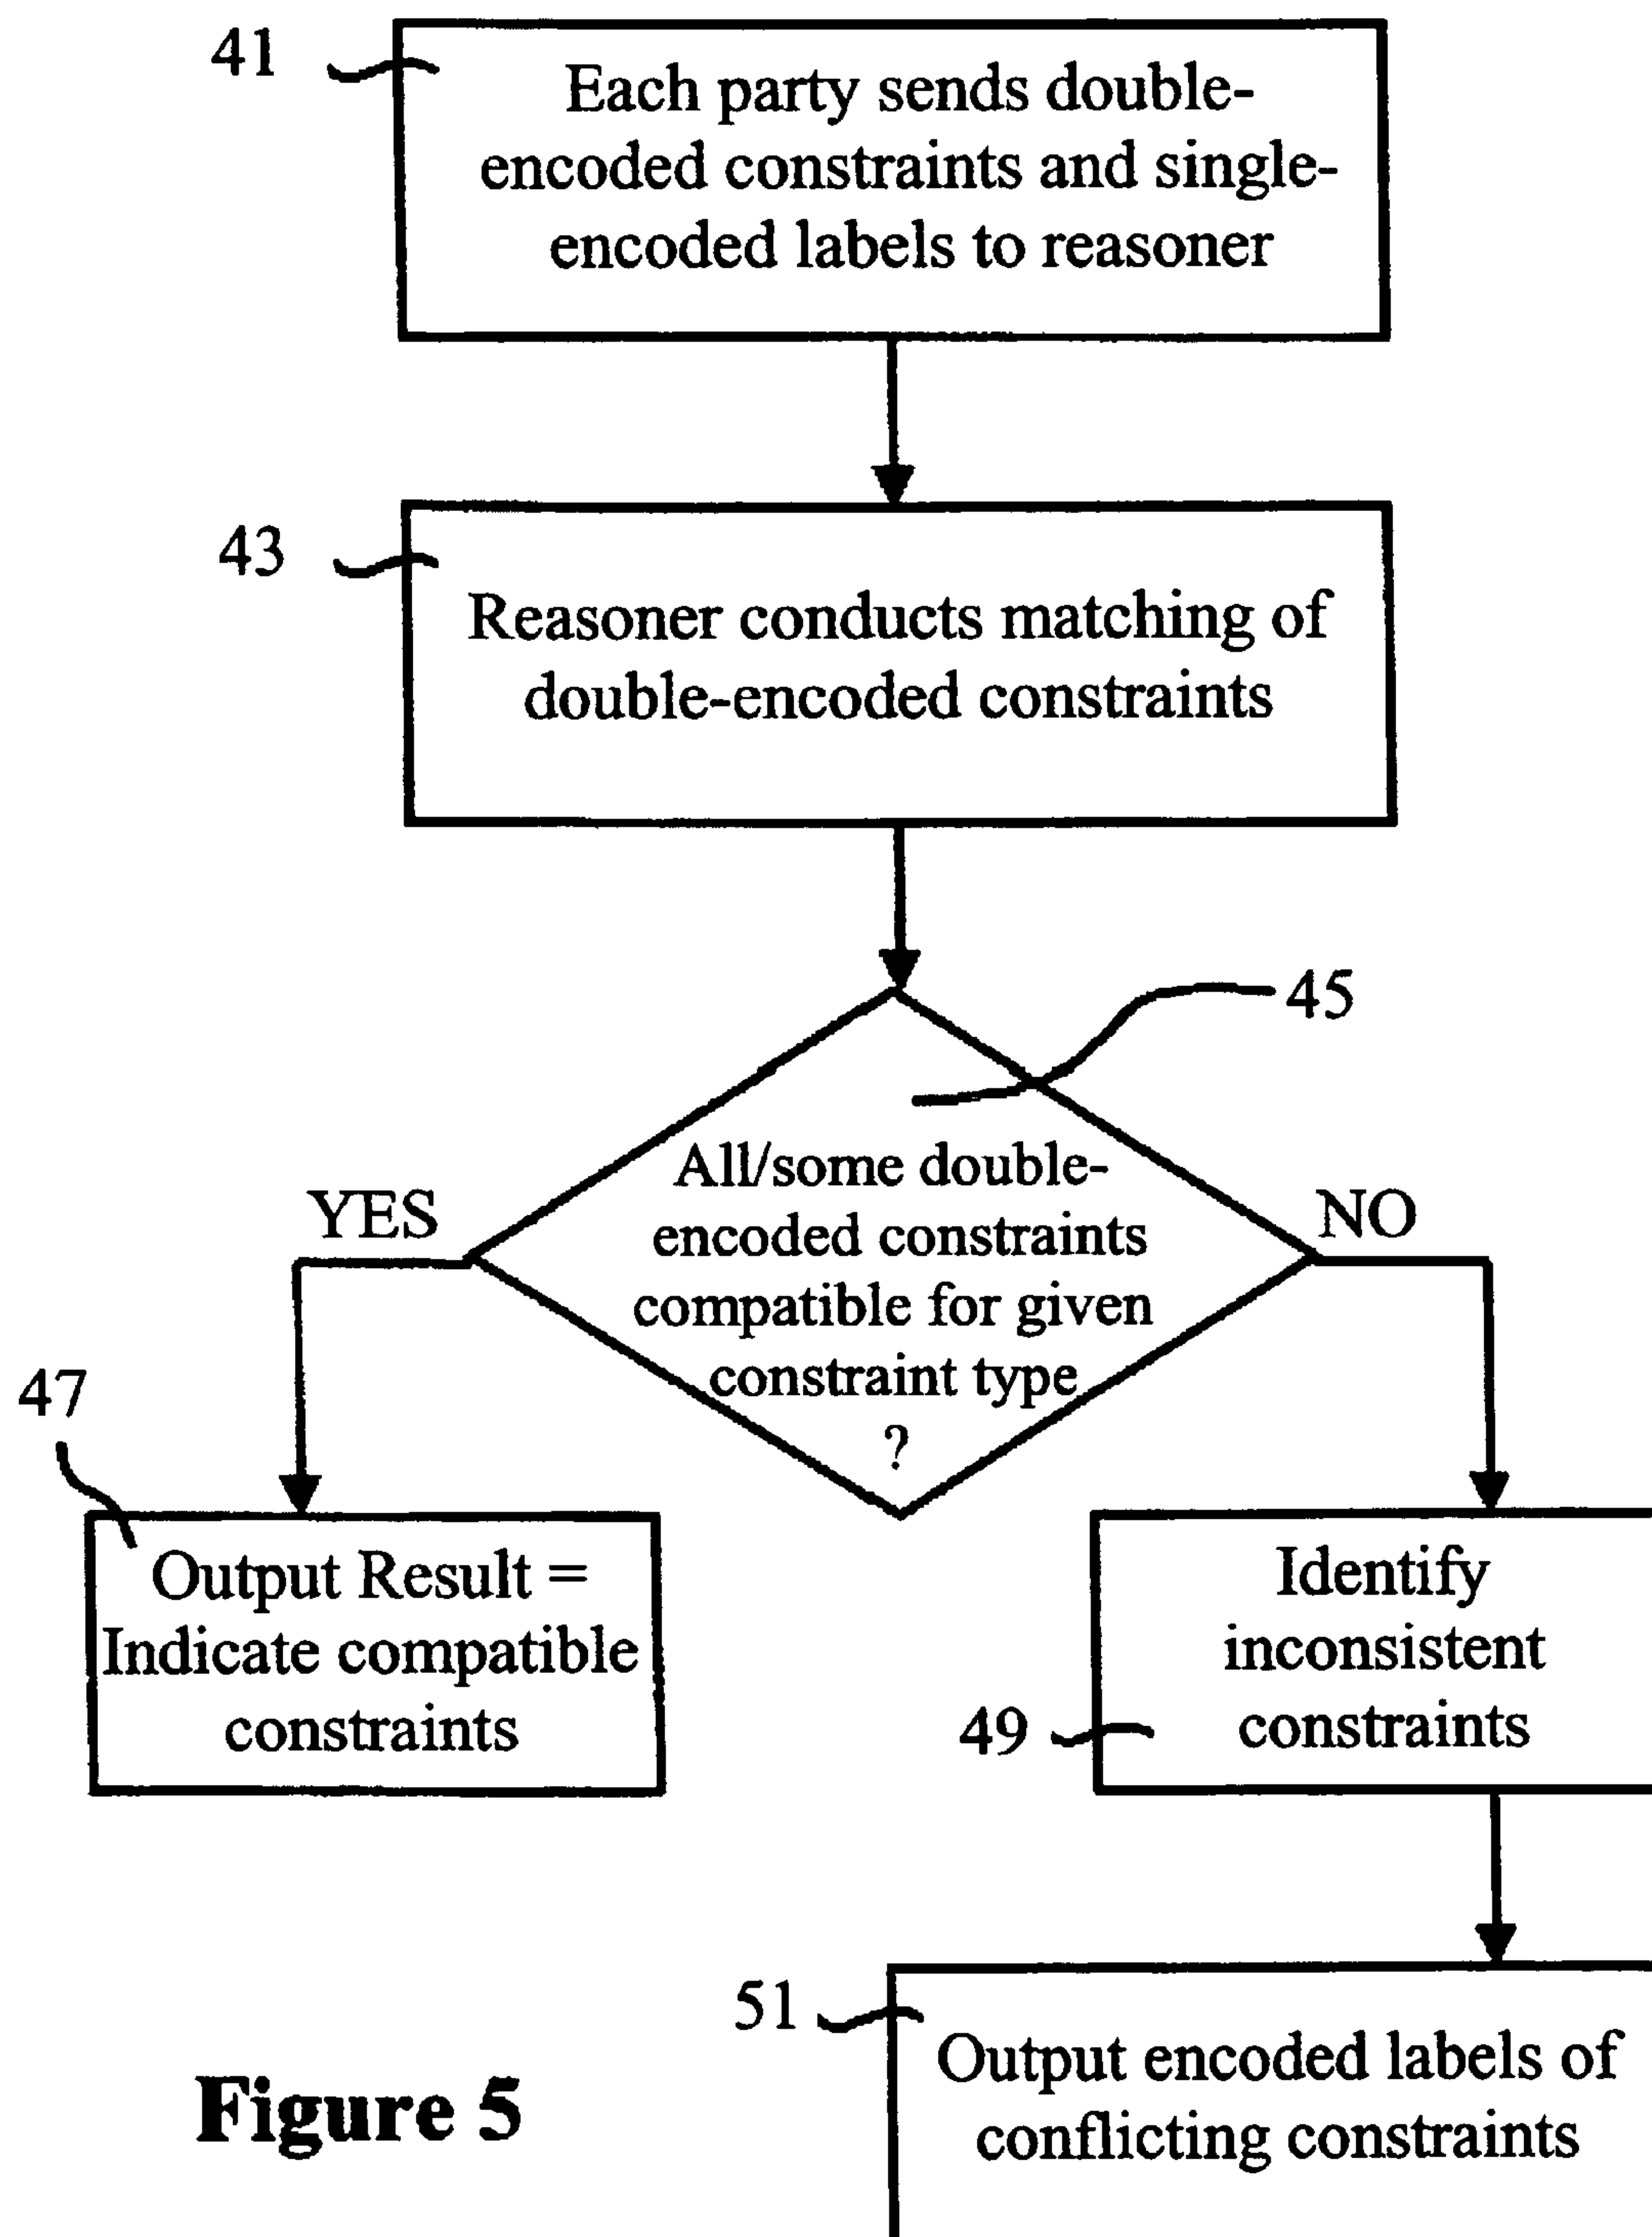 41
Each party sends double-
encoded constraints and single-
encoded labels to reasoner
43
Reasoner conducts matching of
double-encoded constraints
45
All/some double-
encoded constraints
compatible for given
constraint type
?
YES
NO
47
Output Result =
Indicate compatible
constraints
Identify
inconsistent
constraints
49
51
Output encoded labels of
conflicting constraints
Figure 5